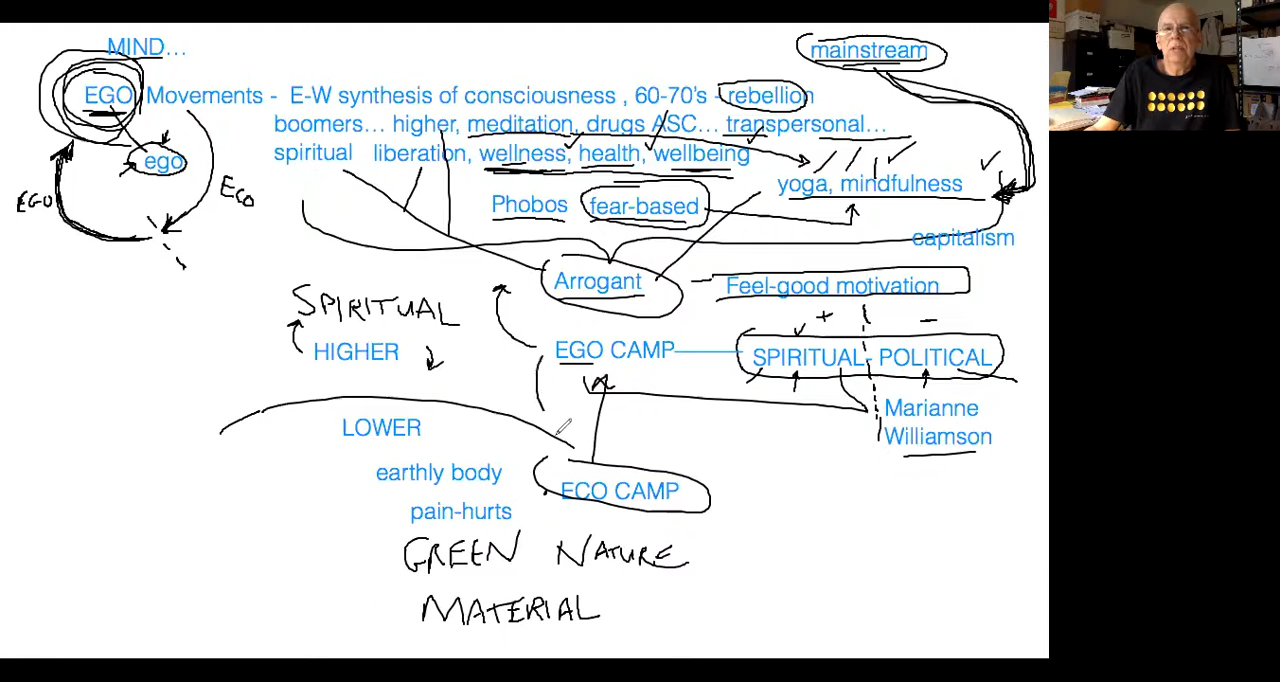 MIND...
mainstream
EGO Movements - E-W synthesis of consciousness , 60-70's - rebellion
boomers... higher, meditation, drugs ASC... transpersonal...
ego
spiritual liberation, wellness, health, wellbeing
yoga, mindfulness
EGO
ECO
Phobos fear-based
capitalism
Arrogant
Feel-good motivation
SPIRITUAL
+ -
HIGHER
EGO CAMP
SPIRITUAL - POLITICAL
Marianne
Williamson
LOWER
earthly body
ECO CAMP
pain-hurts
GREEN NATURE
MATERIAL